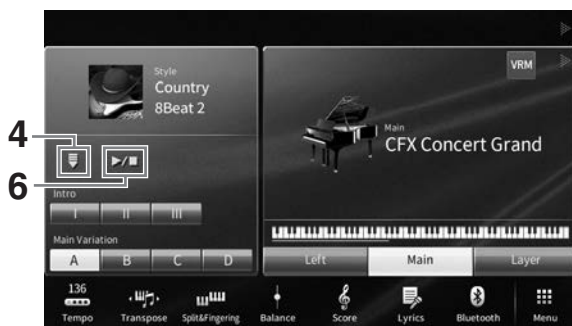 Style
Country
8Beat 2
4
6
Intro
I
II
III
Main Variation
A
B
C
D
VRM
Main
CFX Concert Grand
Left
Main
Layer
136
Tempo
Transpose
Split&Fingering
Balance
Score
Lyrics
Bluetooth
Menu